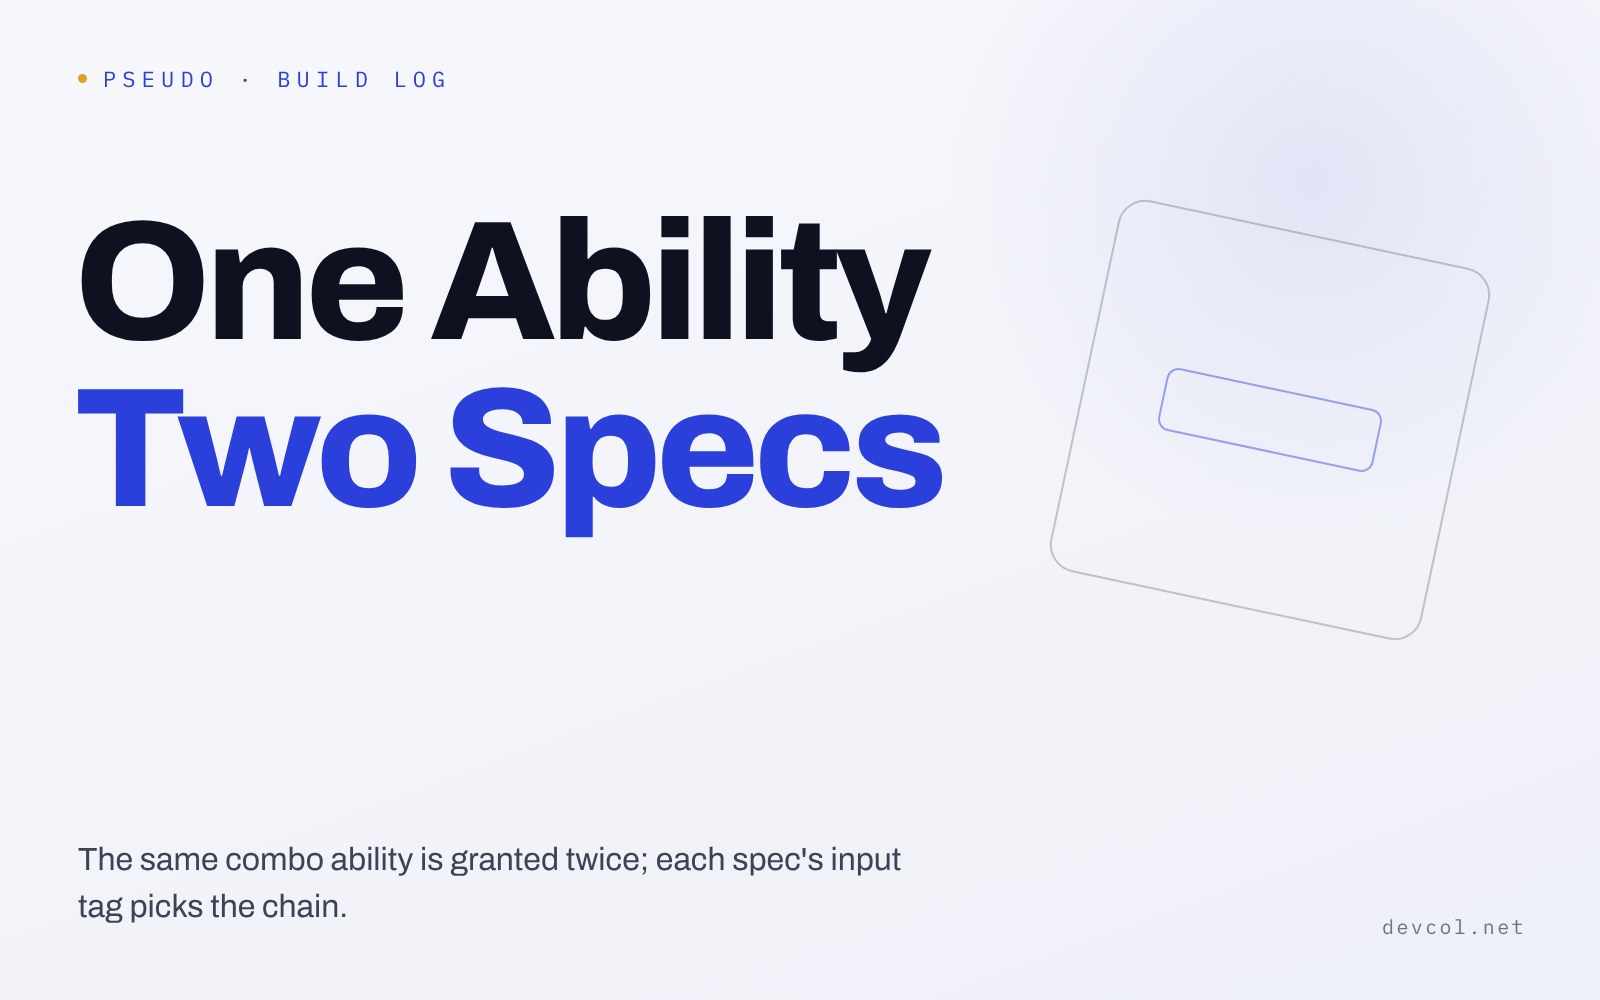 PSEUDO · BUILD LOG
One Ability
Two Specs
The same combo ability is granted twice; each spec's input
tag picks the chain.
devcol.net